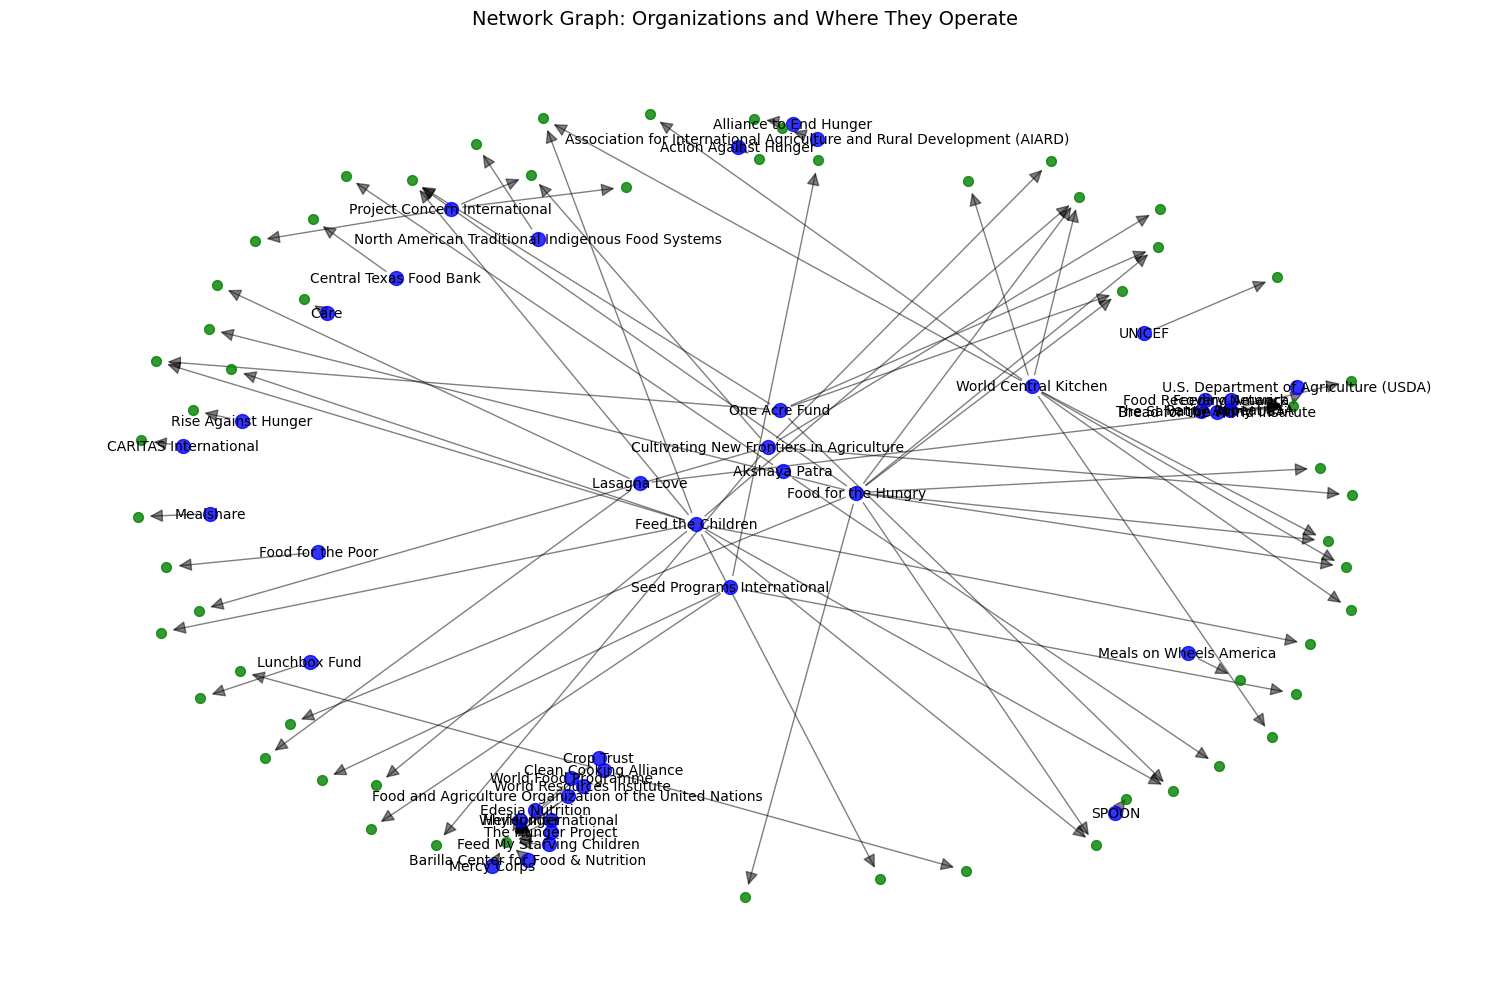 Network Graph: Organizations and Where They Operate
Alliance to End Hunger
Association for International Agriculture and Rural Development (AIARD)
Action Against Hunger
Project Concern International
North American Traditional Indigenous Food Systems
Central Texas Food Bank
Care
UNICEF
World Central Kitchen
U.S. Department of Agriculture (USDA)
Food Recovery Network
Feeding America
Bread for the World Institute
One Acre Fund
Rise Against Hunger
CARITAS International
Cultivating New Frontiers in Agriculture
Akshaya Patra
Lasagna Love
Food for the Hungry
Mealshare
Feed the Children
Food for the Poor
Seed Programs International
Meals on Wheels America
Lunchbox Fund
Crop Trust
Clean Cooking Alliance
World Food Programme
World Resources Institute
Food and Agriculture Organization of the United Nations
Edesia Nutrition
SPOON
The Hunger Project
Feed My Starving Children
Barilla Center for Food & Nutrition
Mercy Corps